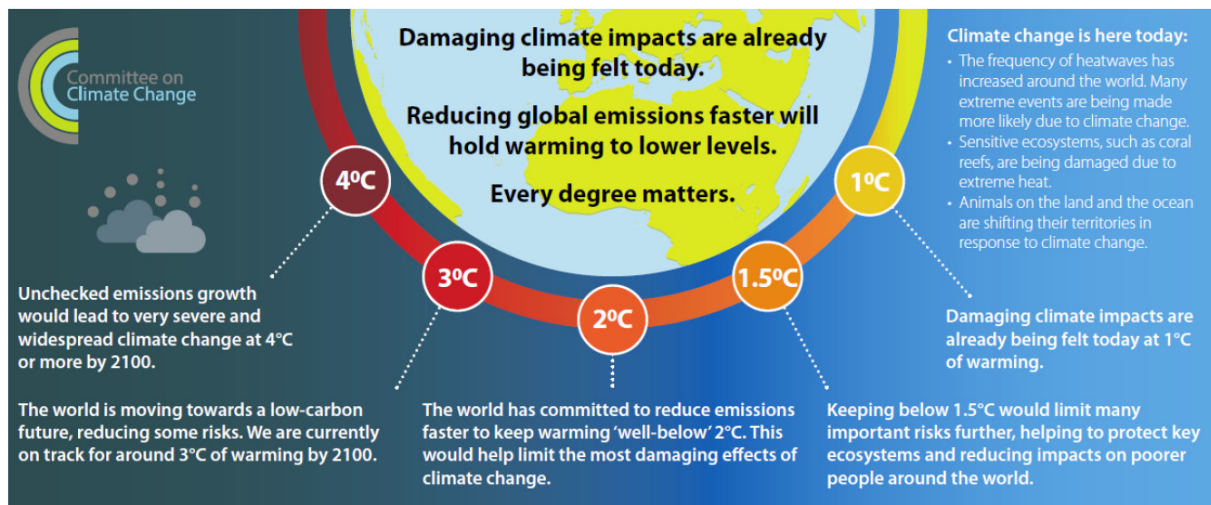 Committee on
Climate Change
Damaging climate impacts are already
being felt today.
Reducing global emissions faster will
hold warming to lower levels.
Every degree matters.
Climate change is here today:
• The frequency of heatwaves has
increased around the world. Many
extreme events are being made
more likely due to climate change.
• Sensitive ecosystems, such as coral
reefs, are being damaged due to
extreme heat.
• Animals on the land and the ocean
are shifting their territories in
response to climate change.
4ºC
3ºC
2ºC
1.5ºC
1ºC
Unchecked emissions growth
would lead to very severe and
widespread climate change at 4°C
or more by 2100.
The world is moving towards a low-carbon
future, reducing some risks. We are currently
on track for around 3°C of warming by 2100.
The world has committed to reduce emissions
faster to keep warming ‘well-below’ 2°C. This
would help limit the most damaging effects of
climate change.
Keeping below 1.5°C would limit many
important risks further, helping to protect key
ecosystems and reducing impacts on poorer
people around the world.
Damaging climate impacts are
already being felt today at 1°C
of warming.